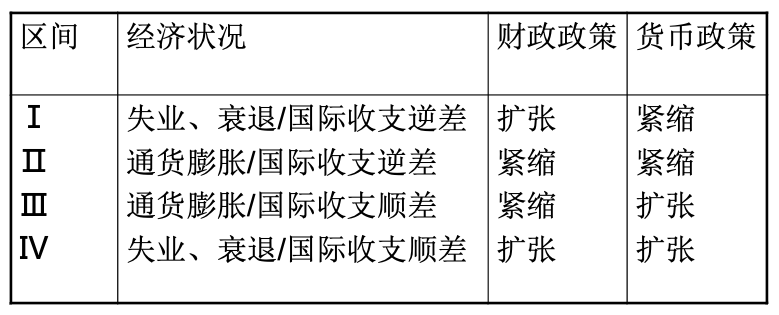 区间 经济状况 财政政策 货币政策
Ⅰ 失业、衰退/国际收支逆差 扩张 紧缩
Ⅱ 通货膨胀/国际收支逆差 紧缩 紧缩
Ⅲ 通货膨胀/国际收支顺差 紧缩 扩张
Ⅳ 失业、衰退/国际收支顺差 扩张 扩张